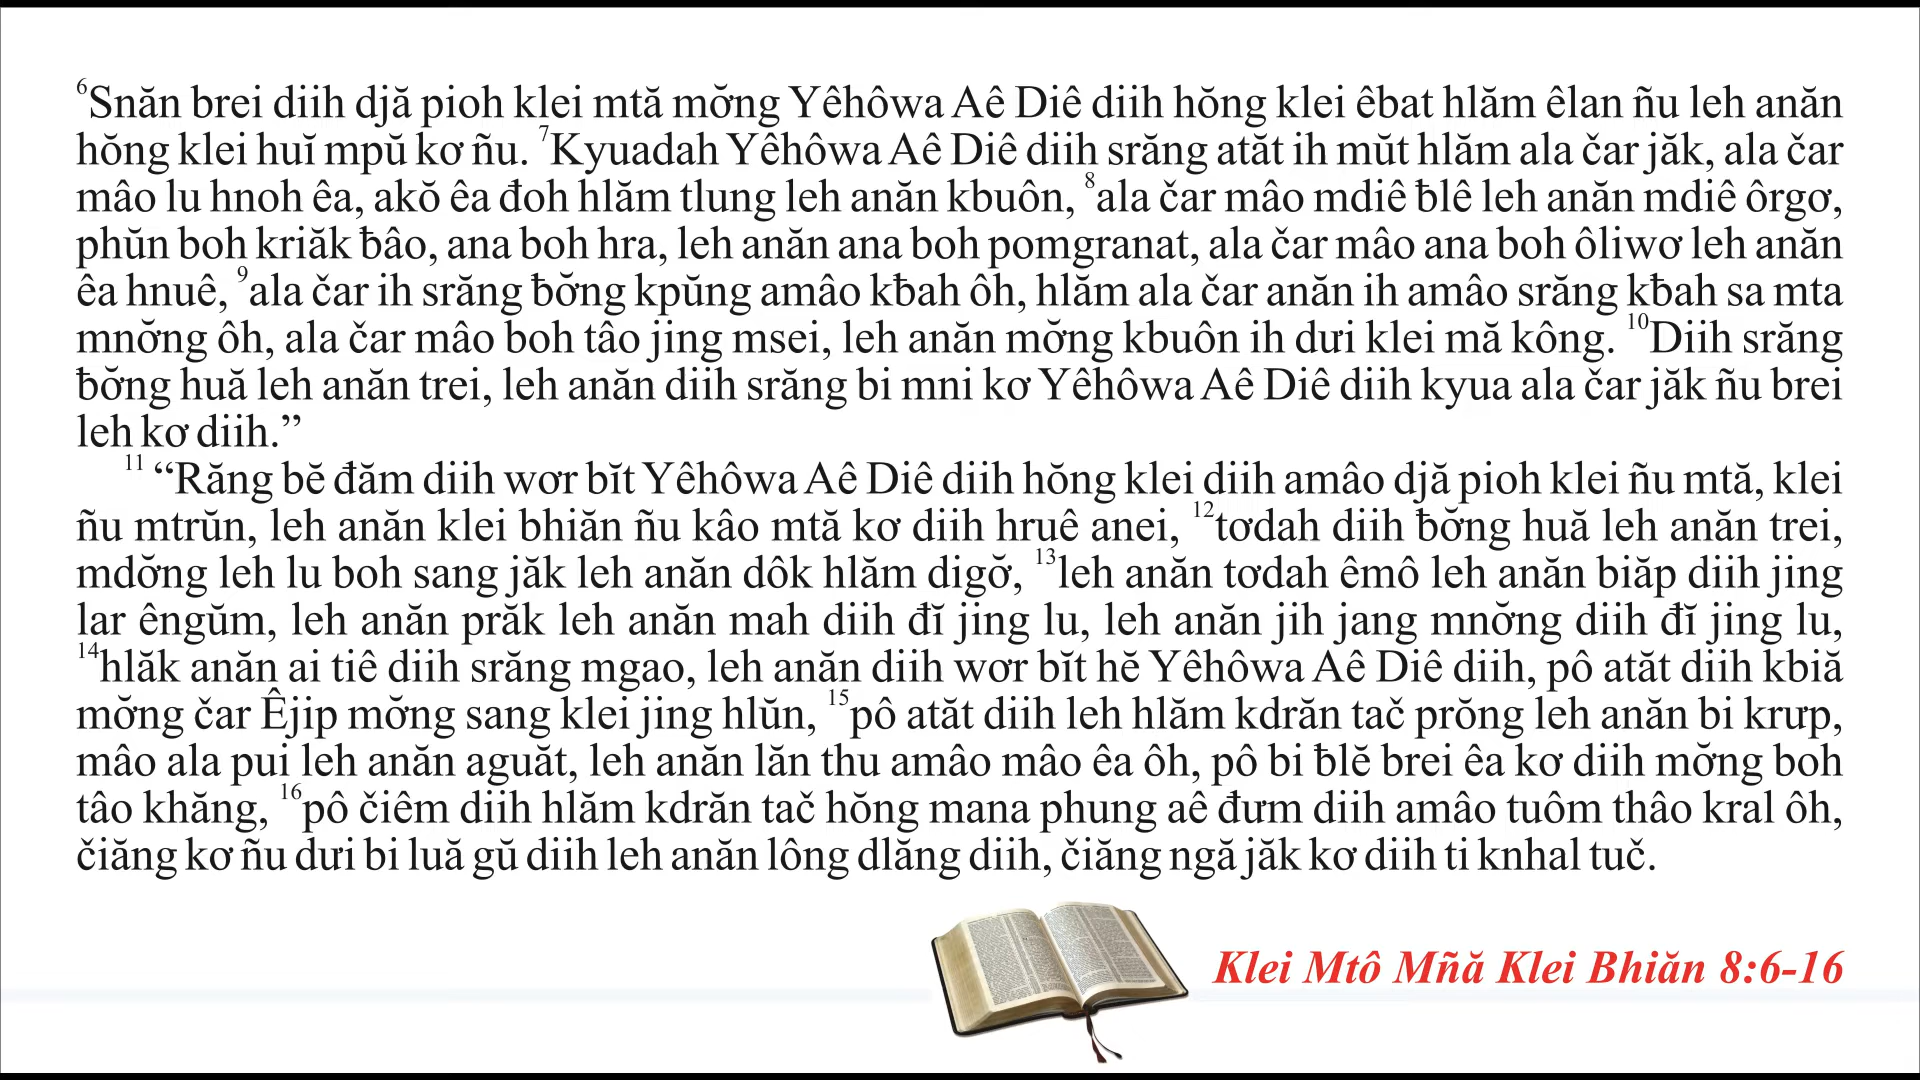 ⁶Snăn brei diih djă pioh klei mtă mơ̆ng Yêhôwa Aê Diê diih hŏng klei êbat hlăm êlan ñu leh anăn
hŏng klei huĭ mpŭ kơ ñu. ⁷Kyuadah Yêhôwa Aê Diê diih srăng atăt ih mŭt hlăm ala čar jăk, ala čar
mâo lu hnoh êa, akŏ êa đoh hlăm tlung leh anăn kbuôn, ⁸ala čar mâo mdiê ƀlê leh anăn mdiê ôrgơ,
phŭn boh kriăk ƀâo, ana boh hra, leh anăn ana boh pomgranat, ala čar mâo ana boh ôliwơ leh anăn
êa hnuê, ⁹ala čar ih srăng ƀơ̆ng kpŭng amâo kƀah ôh, hlăm ala čar anăn ih amâo srăng kƀah sa mta
mnơ̆ng ôh, ala čar mâo boh tâo jing msei, leh anăn mơ̆ng kbuôn ih dưi klei mă kông. ¹⁰Diih srăng
ƀơ̆ng huă leh anăn trei, leh anăn diih srăng bi mni kơ Yêhôwa Aê Diê diih kyua ala čar jăk ñu brei
leh kơ diih.”
¹¹ “Răng bĕ đăm diih wơr bĭt Yêhôwa Aê Diê diih hŏng klei diih amâo djă pioh klei ñu mtă, klei
ñu mtrŭn, leh anăn klei bhiăn ñu kâo mtă kơ diih hruê anei, ¹²tơdah diih ƀơ̆ng huă leh anăn trei,
mdơ̆ng leh lu boh sang jăk leh anăn dôk hlăm digơ̆, ¹³leh anăn tơdah êmô leh anăn biăp diih jing
lar êngŭm, leh anăn prăk leh anăn mah diih đĭ jing lu, leh anăn jih jang mnơ̆ng diih đĭ jing lu,
¹⁴hlăk anăn ai tiê diih srăng mgao, leh anăn diih wơr bĭt hĕ Yêhôwa Aê Diê diih, pô atăt diih kbiă
mơ̆ng čar Êjip mơ̆ng sang klei jing hlŭn, ¹⁵pô atăt diih leh hlăm kdrăn tač prŏng leh anăn bi krưp,
mâo ala pui leh anăn aguăt, leh anăn lăn thu amâo mâo êa ôh, pô bi ƀlĕ brei êa kơ diih mơ̆ng boh
tâo khăng, ¹⁶pô čiêm diih hlăm kdrăn tač hŏng mana phung aê đưm diih amâo tuôm thâo kral ôh,
čiăng kơ ñu dưi bi luă gŭ diih leh anăn lông dlăng diih, čiăng ngă jăk kơ diih ti knhal tuč.
Klei Mtô Mñă Klei Bhiăn 8:6-16